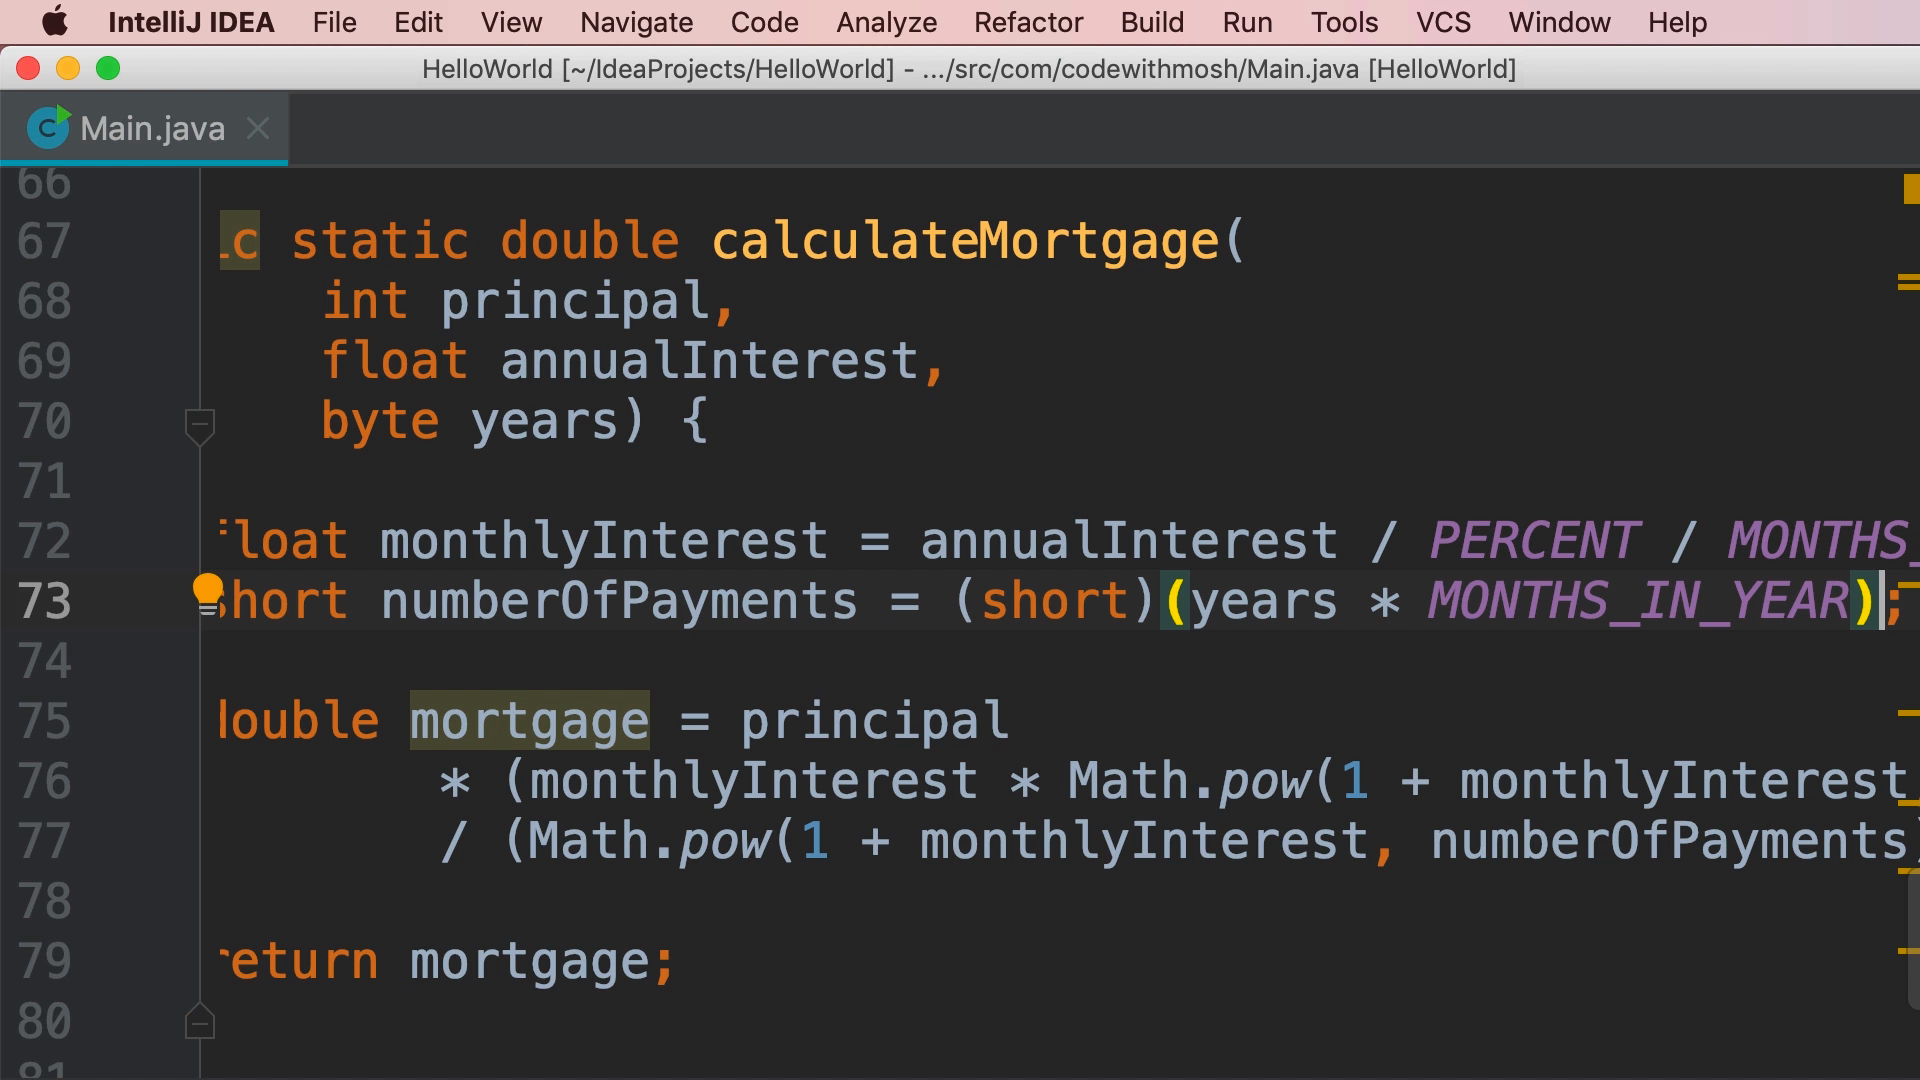 IntelliJ IDEA File Edit View Navigate Code Analyze Refactor Build Run Tools VCS Window Help
HelloWorld [~/IdeaProjects/HelloWorld] - .../src/com/codewithmosh/Main.java [HelloWorld]
C Main.java
66
67 c static double calculateMortgage(
68 int principal,
69 float annualInterest,
70 byte years) {
71
72 float monthlyInterest = annualInterest / PERCENT / MONTHS_
73 short numberOfPayments = (short)(years * MONTHS_IN_YEAR);
74
75 double mortgage = principal
76 * (monthlyInterest * Math.pow(1 + monthlyInterest
77 / (Math.pow(1 + monthlyInterest, numberOfPayments)
78
79 return mortgage;
80
81